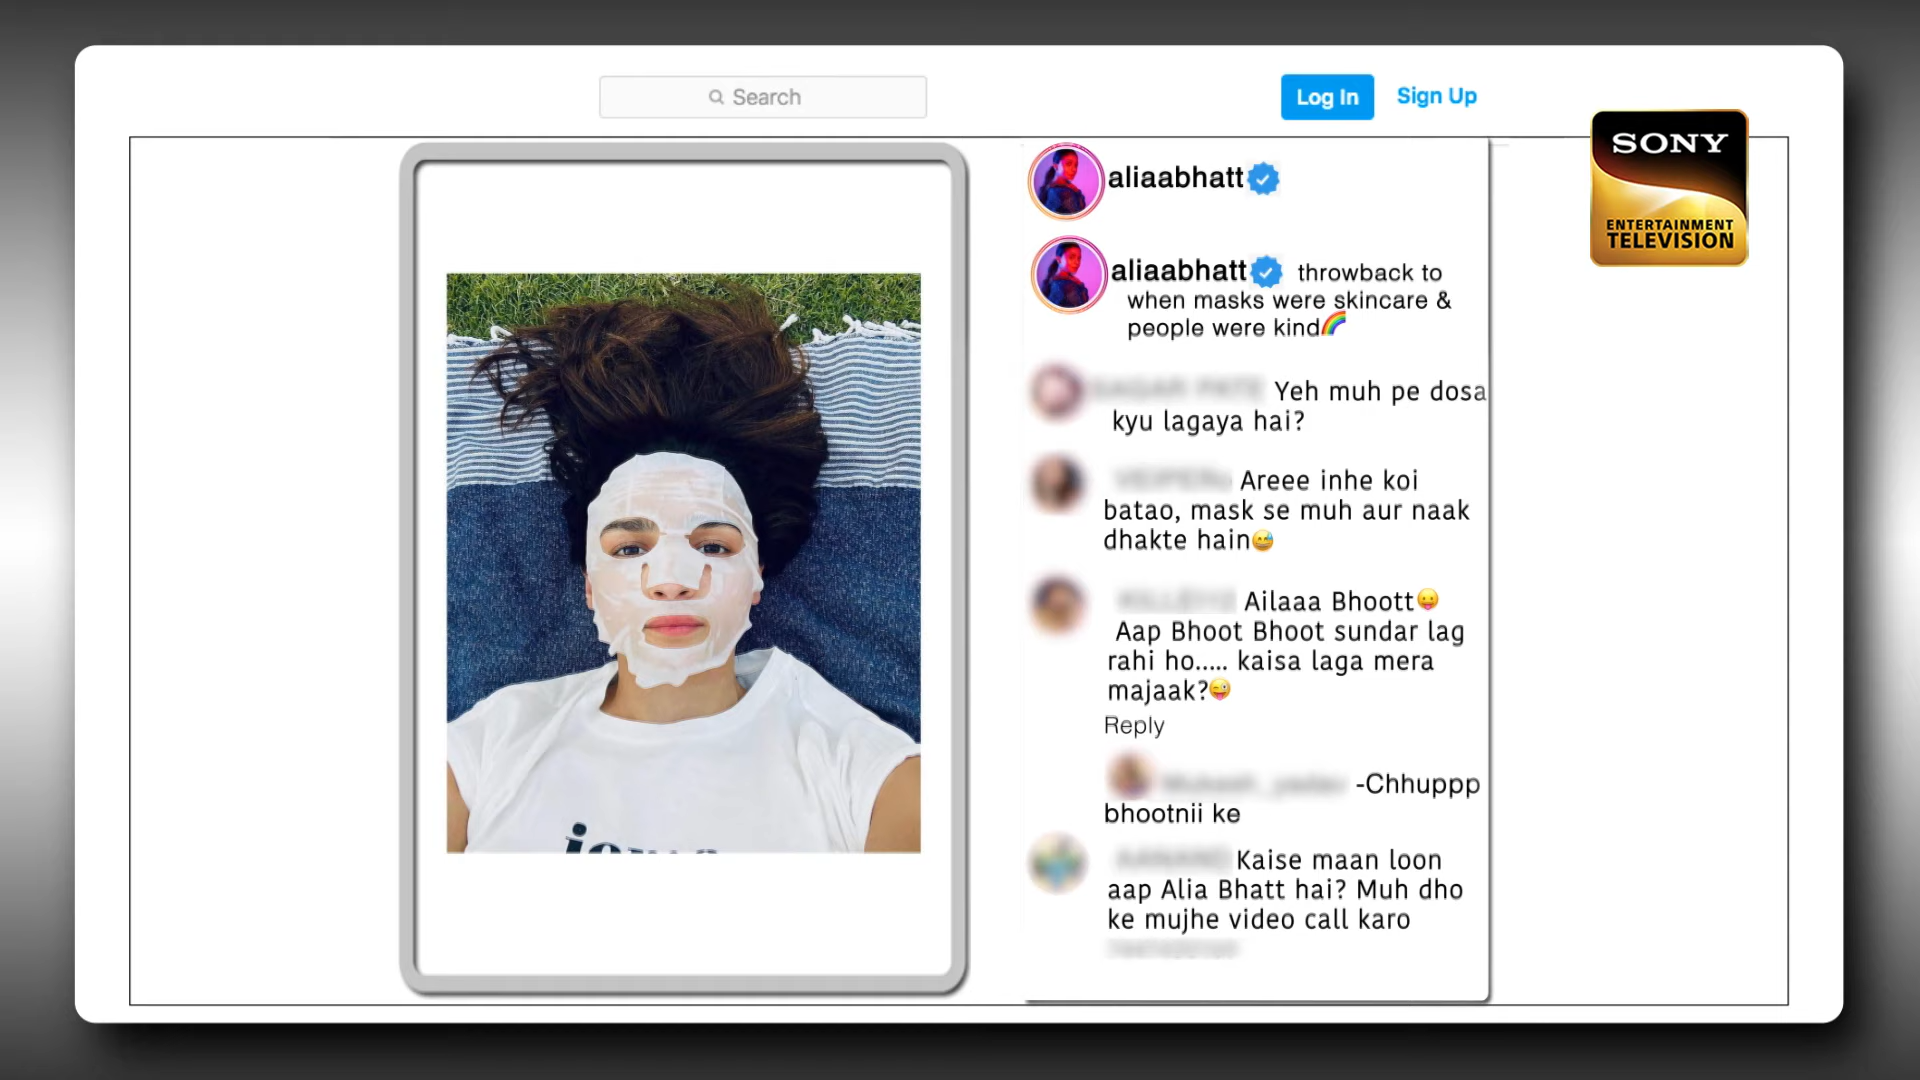 Search
Log In
Sign Up
SONY
ENTERTAINMENT
TELEVISION
aliaabhatt
aliaabhatt throwback to
when masks were skincare &
people were kind🌈
Yeh muh pe dosa
kyu lagaya hai?
Areee inhe koi
batao, mask se muh aur naak
dhakte hain😅
Ailaaa Bhoott😛
Aap Bhoot Bhoot sundar lag
rahi ho..... kaisa laga mera
majaak?😜
Reply
-Chhuppp
bhootnii ke
Kaise maan loon
aap Alia Bhatt hai? Muh dho
ke mujhe video call karo